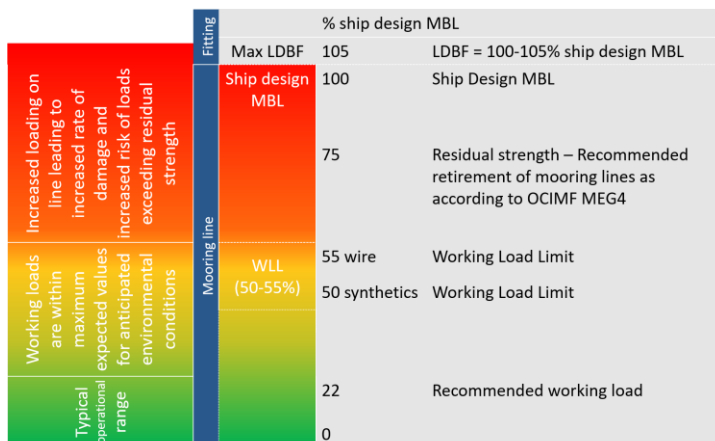 % ship design MBL
Fitting
Max LDBF 105 LDBF = 100-105% ship design MBL
Ship design
MBL
100 Ship Design MBL
75 Residual strength – Recommended
retirement of mooring lines as
according to OCIMF MEG4
Mooring line
WLL
(50-55%)
55 wire Working Load Limit
50 synthetics Working Load Limit
22 Recommended working load
0
Increased loading on
line leading to
increased rate of
damage and
increased risk of loads
exceeding residual
strength
Working loads
are within
maximum
expected values
for anticipated
environmental
conditions
Typical
operational
range